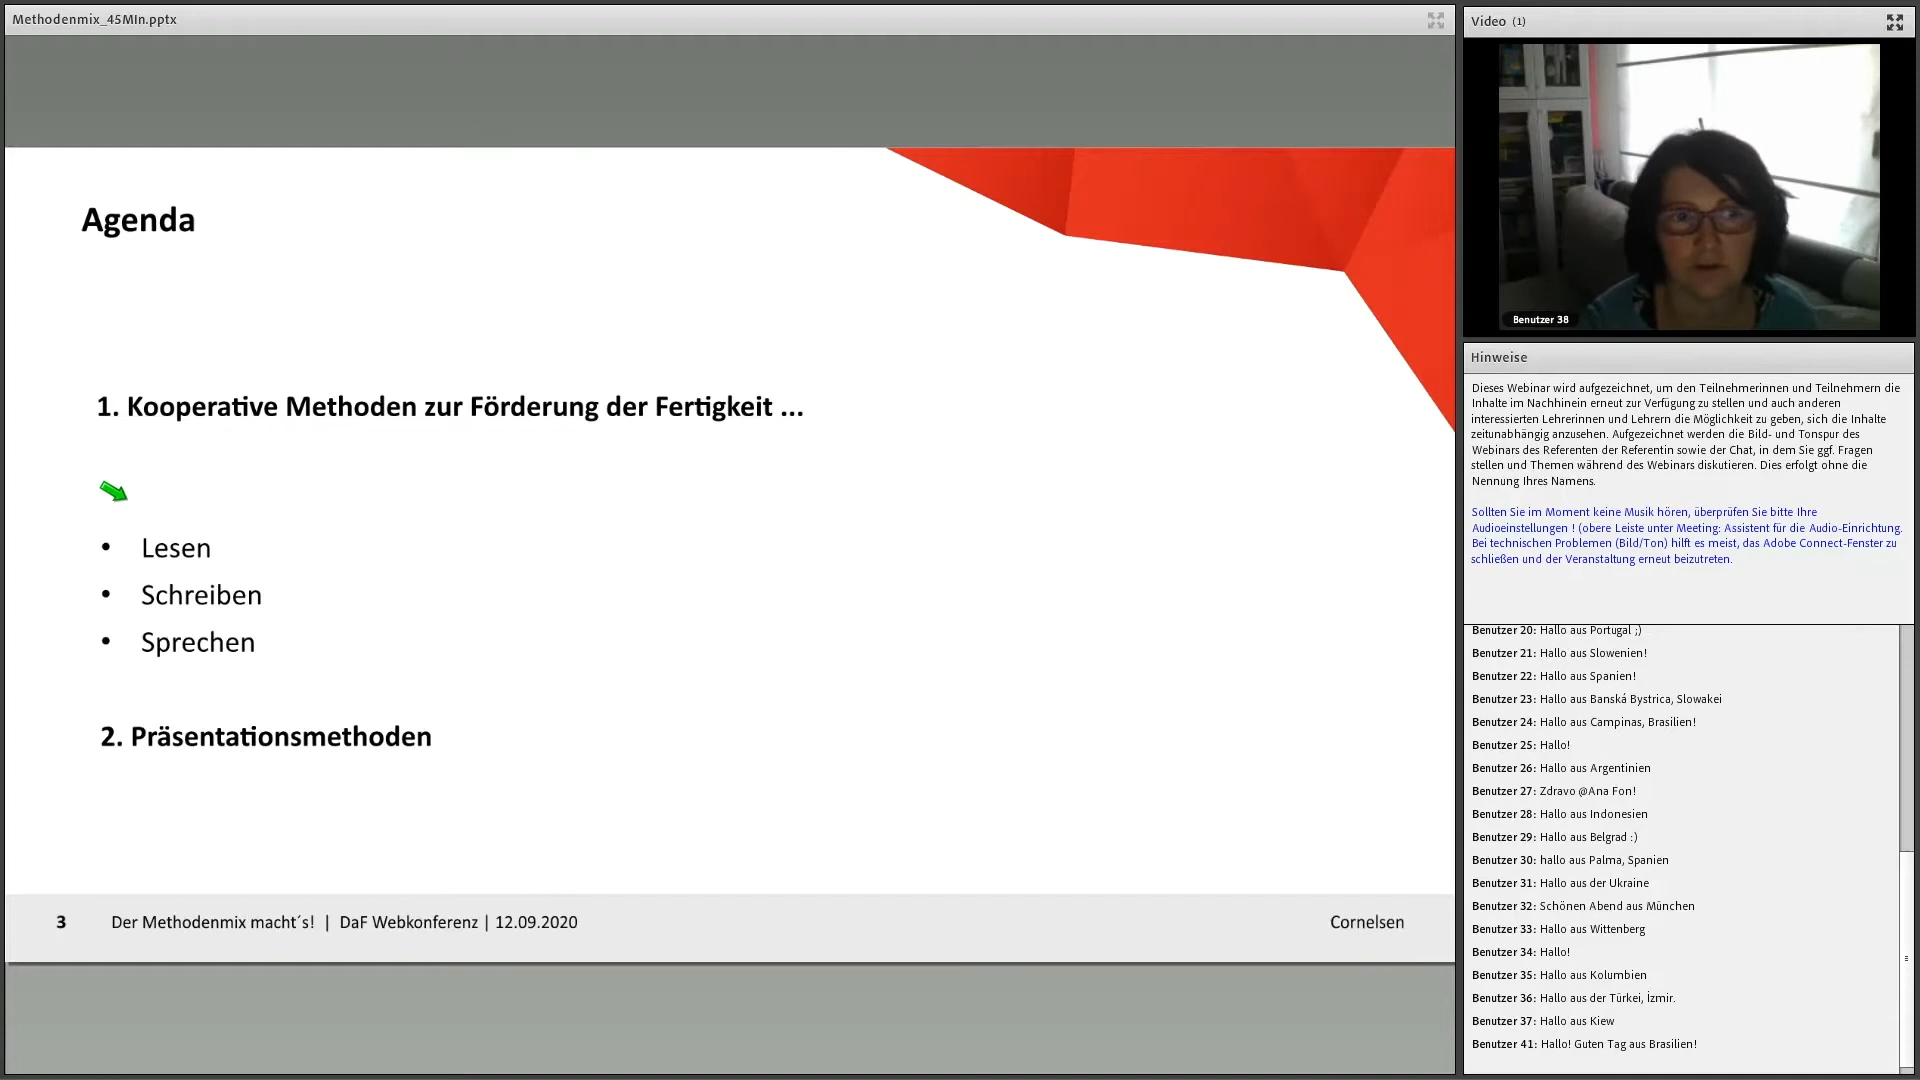 Methodenmix_45MIn.pptx
Agenda
1. Kooperative Methoden zur Förderung der Fertigkeit ...
• Lesen
• Schreiben
• Sprechen
2. Präsentationsmethoden
3 Der Methodenmix macht´s! | DaF Webkonferenz | 12.09.2020 Cornelsen
Video (1)
Benutzer 38
Hinweise
Dieses Webinar wird aufgezeichnet, um den Teilnehmerinnen und Teilnehmern die
Inhalte im Nachhinein erneut zur Verfügung zu stellen und auch anderen
interessierten Lehrerinnen und Lehrern die Möglichkeit zu geben, sich die Inhalte
zeitunabhängig anzusehen. Aufgezeichnet werden die Bild- und Tonspur des
Webinars des Referenten der Referentin sowie der Chat, in dem Sie ggf. Fragen
stellen und Themen während des Webinars diskutieren. Dies erfolgt ohne die
Nennung Ihres Namens.
Sollten Sie im Moment keine Musik hören, überprüfen Sie bitte Ihre
Audioeinstellungen ! (obere Leiste unter Meeting: Assistent für die Audio-Einrichtung.
Bei technischen Problemen (Bild/Ton) hilft es meist, das Adobe Connect-Fenster zu
schließen und der Veranstaltung erneut beizutreten.
Benutzer 20: Hallo aus Portugal ;)
Benutzer 21: Hallo aus Slowenien!
Benutzer 22: Hallo aus Spanien!
Benutzer 23: Hallo aus Banská Bystrica, Slowakei
Benutzer 24: Hallo aus Campinas, Brasilien!
Benutzer 25: Hallo!
Benutzer 26: Hallo aus Argentinien
Benutzer 27: Zdravo @Ana Fon!
Benutzer 28: Hallo aus Indonesien
Benutzer 29: Hallo aus Belgrad :)
Benutzer 30: hallo aus Palma, Spanien
Benutzer 31: Hallo aus der Ukraine
Benutzer 32: Schönen Abend aus München
Benutzer 33: Hallo aus Wittenberg
Benutzer 34: Hallo!
Benutzer 35: Hallo aus Kolumbien
Benutzer 36: Hallo aus der Türkei, İzmir.
Benutzer 37: Hallo aus Kiew
Benutzer 41: Hallo! Guten Tag aus Brasilien!